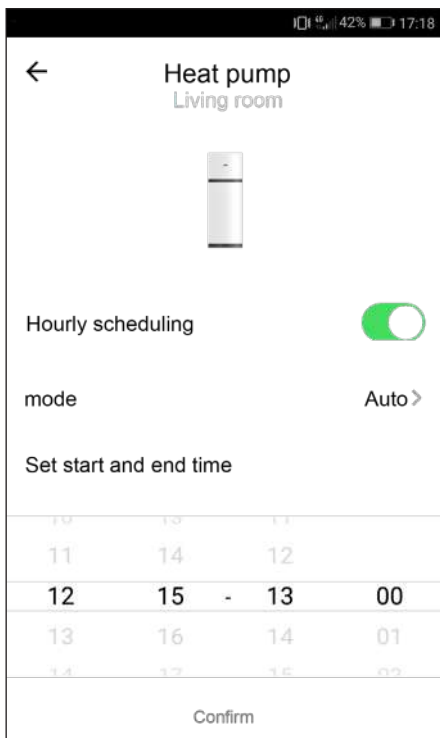 42% 17:18
Heat pump
Living room
Hourly scheduling
mode Auto
Set start and end time
11 14 12
12 15 - 13 00
13 16 14 01
Confirm